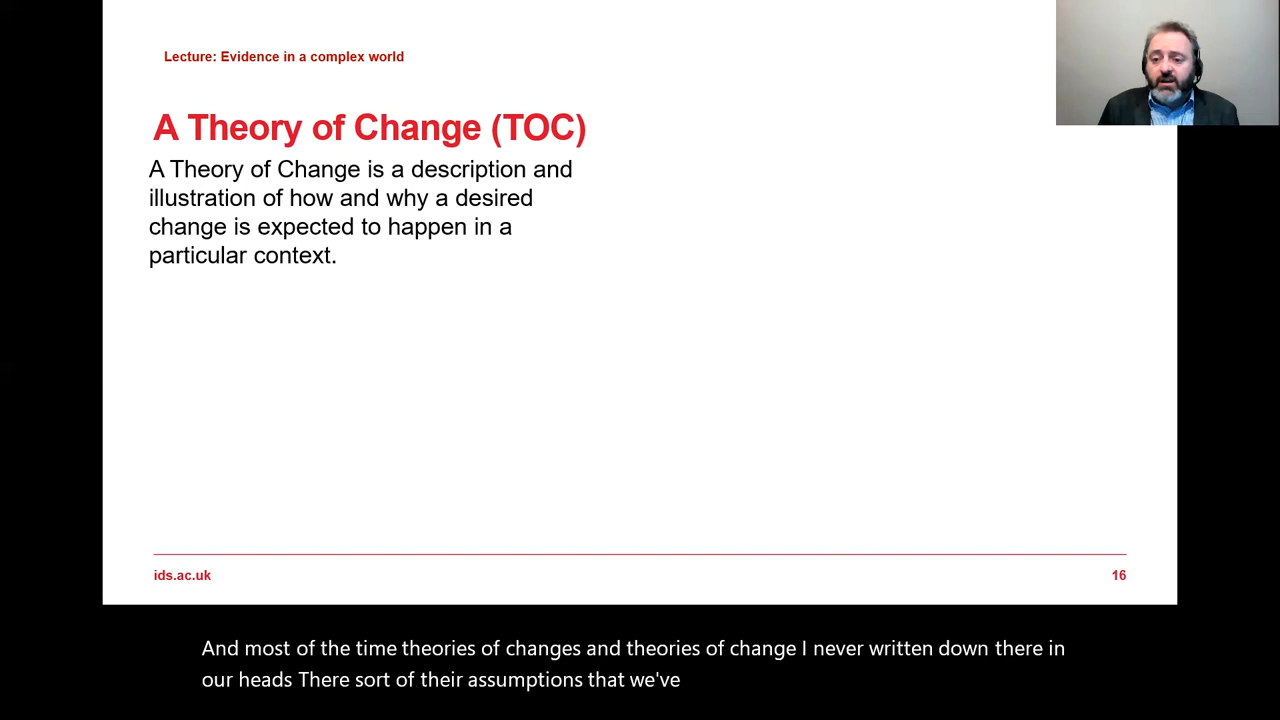 Lecture: Evidence in a complex world
A Theory of Change (TOC)
A Theory of Change is a description and
illustration of how and why a desired
change is expected to happen in a
particular context.
ids.ac.uk
16
And most of the time theories of changes and theories of change I never written down there in
our heads There sort of their assumptions that we've